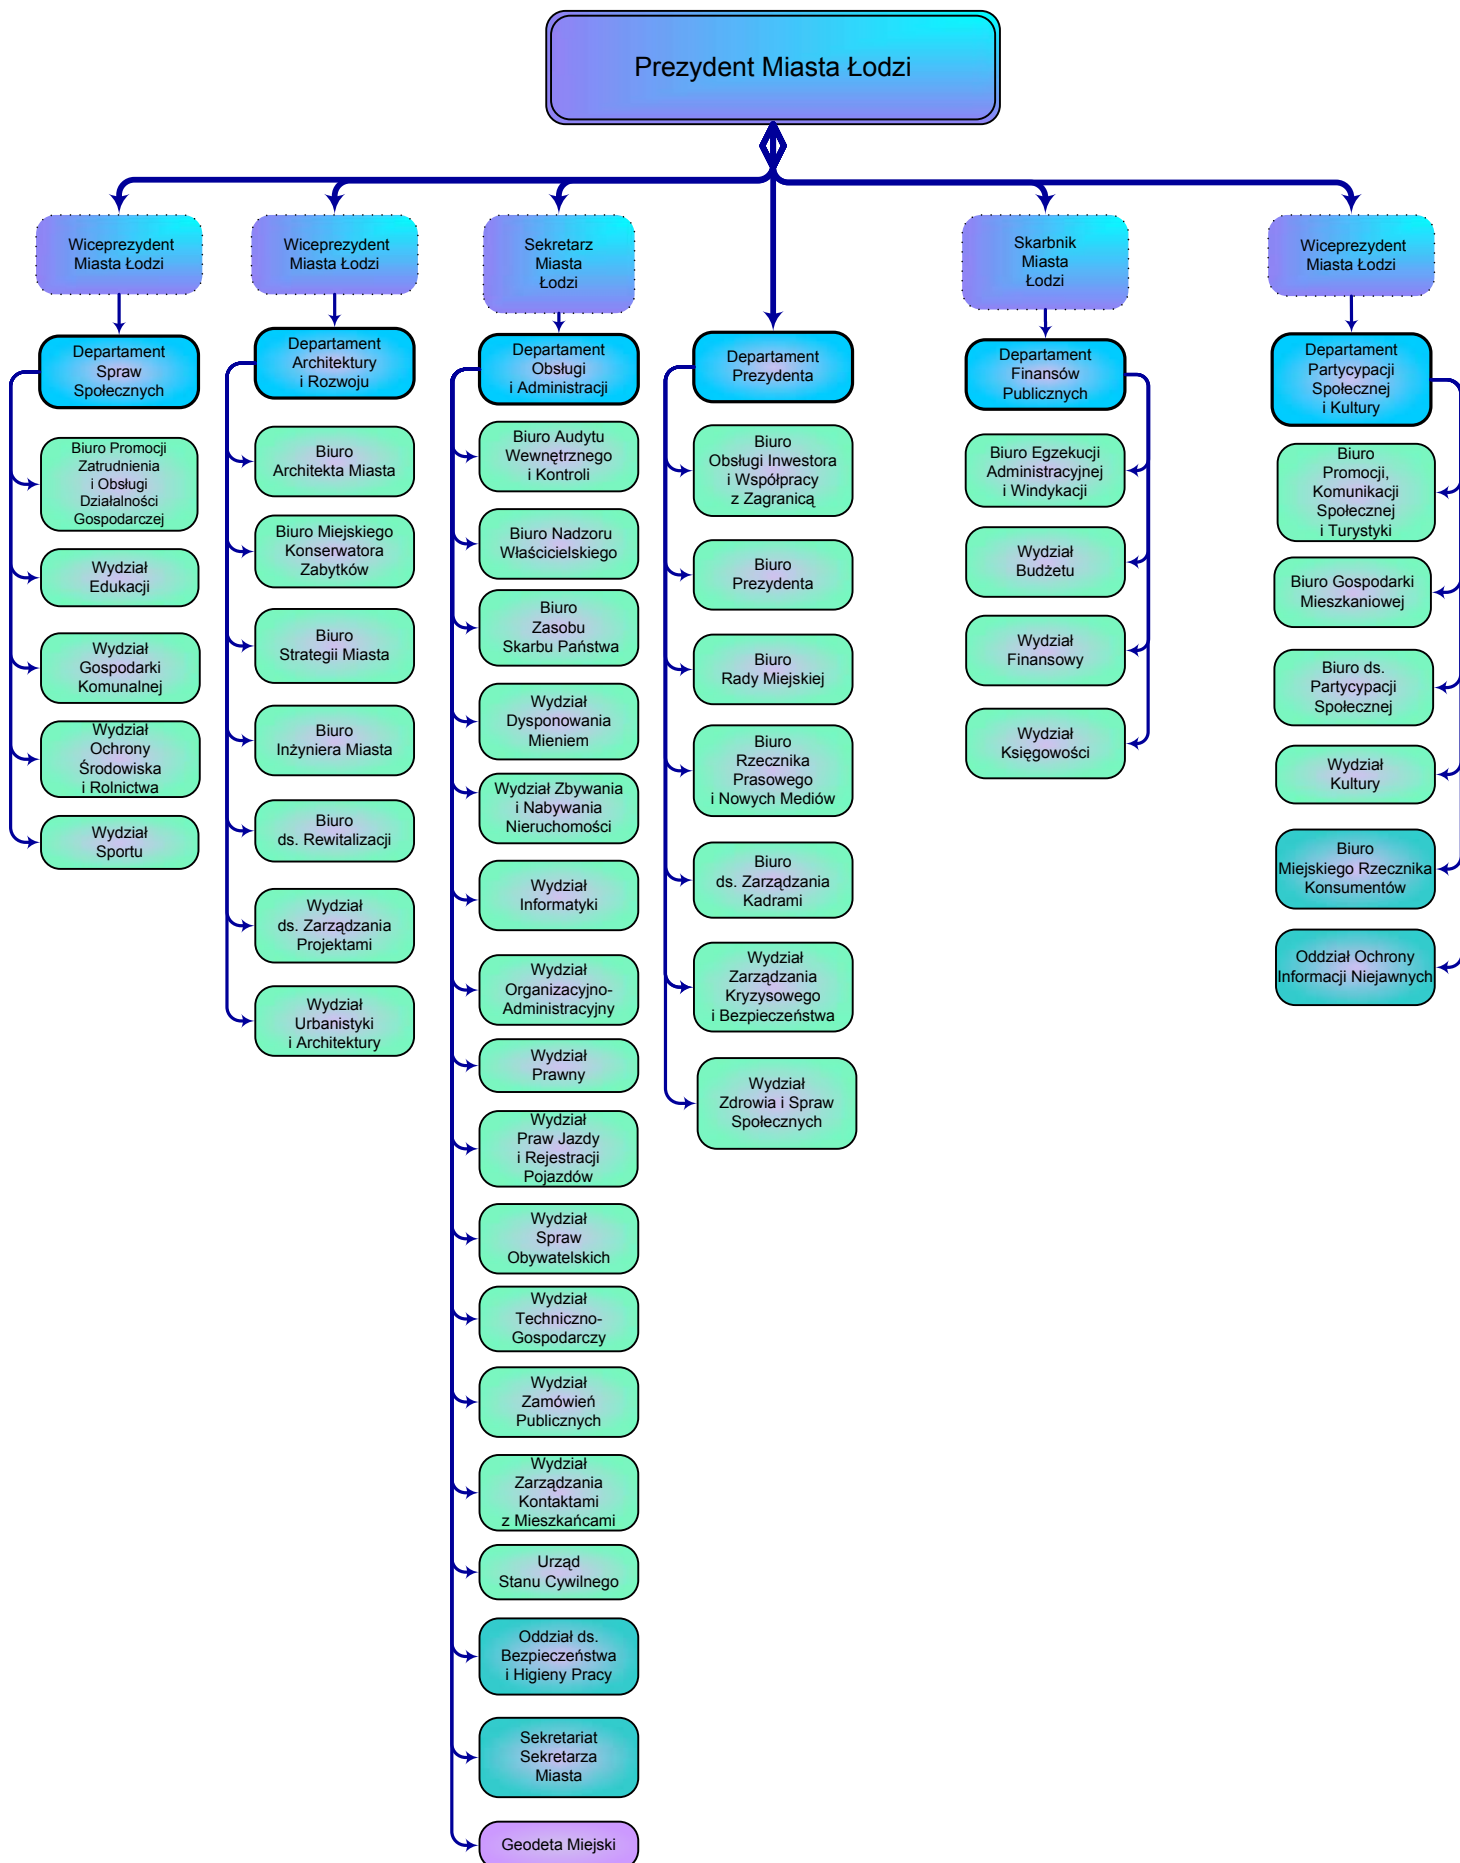 Prezydent Miasta Łodzi
Wiceprezydent
Miasta Łodzi
Departament
Spraw
Społecznych
Biuro Promocji
Zatrudnienia
i Obsługi
Działalności
Gospodarczej
Wydział
Edukacji
Wydział
Gospodarki
Komunalnej
Wydział
Ochrony
Środowiska
i Rolnictwa
Wydział
Sportu
Wiceprezydent
Miasta Łodzi
Departament
Architektury
i Rozwoju
Biuro
Architekta Miasta
Biuro Miejskiego
Konserwatora
Zabytków
Biuro
Strategii Miasta
Biuro
Inżyniera Miasta
Biuro
ds. Rewitalizacji
Wydział
ds. Zarządzania
Projektami
Wydział
Urbanistyki
i Architektury
Sekretarz
Miasta
Łodzi
Departament
Obsługi
i Administracji
Biuro Audytu
Wewnętrznego
i Kontroli
Biuro Nadzoru
Właścicielskiego
Biuro
Zasobu
Skarbu Państwa
Wydział
Dysponowania
Mieniem
Wydział Zbywania
i Nabywania
Nieruchomości
Wydział
Informatyki
Wydział
Organizacyjno-
Administracyjny
Wydział
Prawny
Wydział
Praw Jazdy
i Rejestracji
Pojazdów
Wydział
Spraw
Obywatelskich
Wydział
Techniczno-
Gospodarczy
Wydział
Zamówień
Publicznych
Wydział
Zarządzania
Kontaktami
z Mieszkańcami
Urząd
Stanu Cywilnego
Oddział ds.
Bezpieczeństwa
i Higieny Pracy
Sekretariat
Sekretarza
Miasta
Geodeta Miejski
Departament
Prezydenta
Biuro
Obsługi Inwestora
i Współpracy
z Zagranicą
Biuro
Prezydenta
Biuro
Rady Miejskiej
Biuro
Rzecznika
Prasowego
i Nowych Mediów
Biuro
ds. Zarządzania
Kadrami
Wydział
Zarządzania
Kryzysowego
i Bezpieczeństwa
Wydział
Zdrowia i Spraw
Społecznych
Skarbnik
Miasta
Łodzi
Departament
Finansów
Publicznych
Biuro Egzekucji
Administracyjnej
i Windykacji
Wydział
Budżetu
Wydział
Finansowy
Wydział
Księgowości
Wiceprezydent
Miasta Łodzi
Departament
Partycypacji
Społecznej
i Kultury
Biuro
Promocji,
Komunikacji
Społecznej
i Turystyki
Biuro Gospodarki
Mieszkaniowej
Biuro ds.
Partycypacji
Społecznej
Wydział
Kultury
Biuro
Miejskiego Rzecznika
Konsumentów
Oddział Ochrony
Informacji Niejawnych